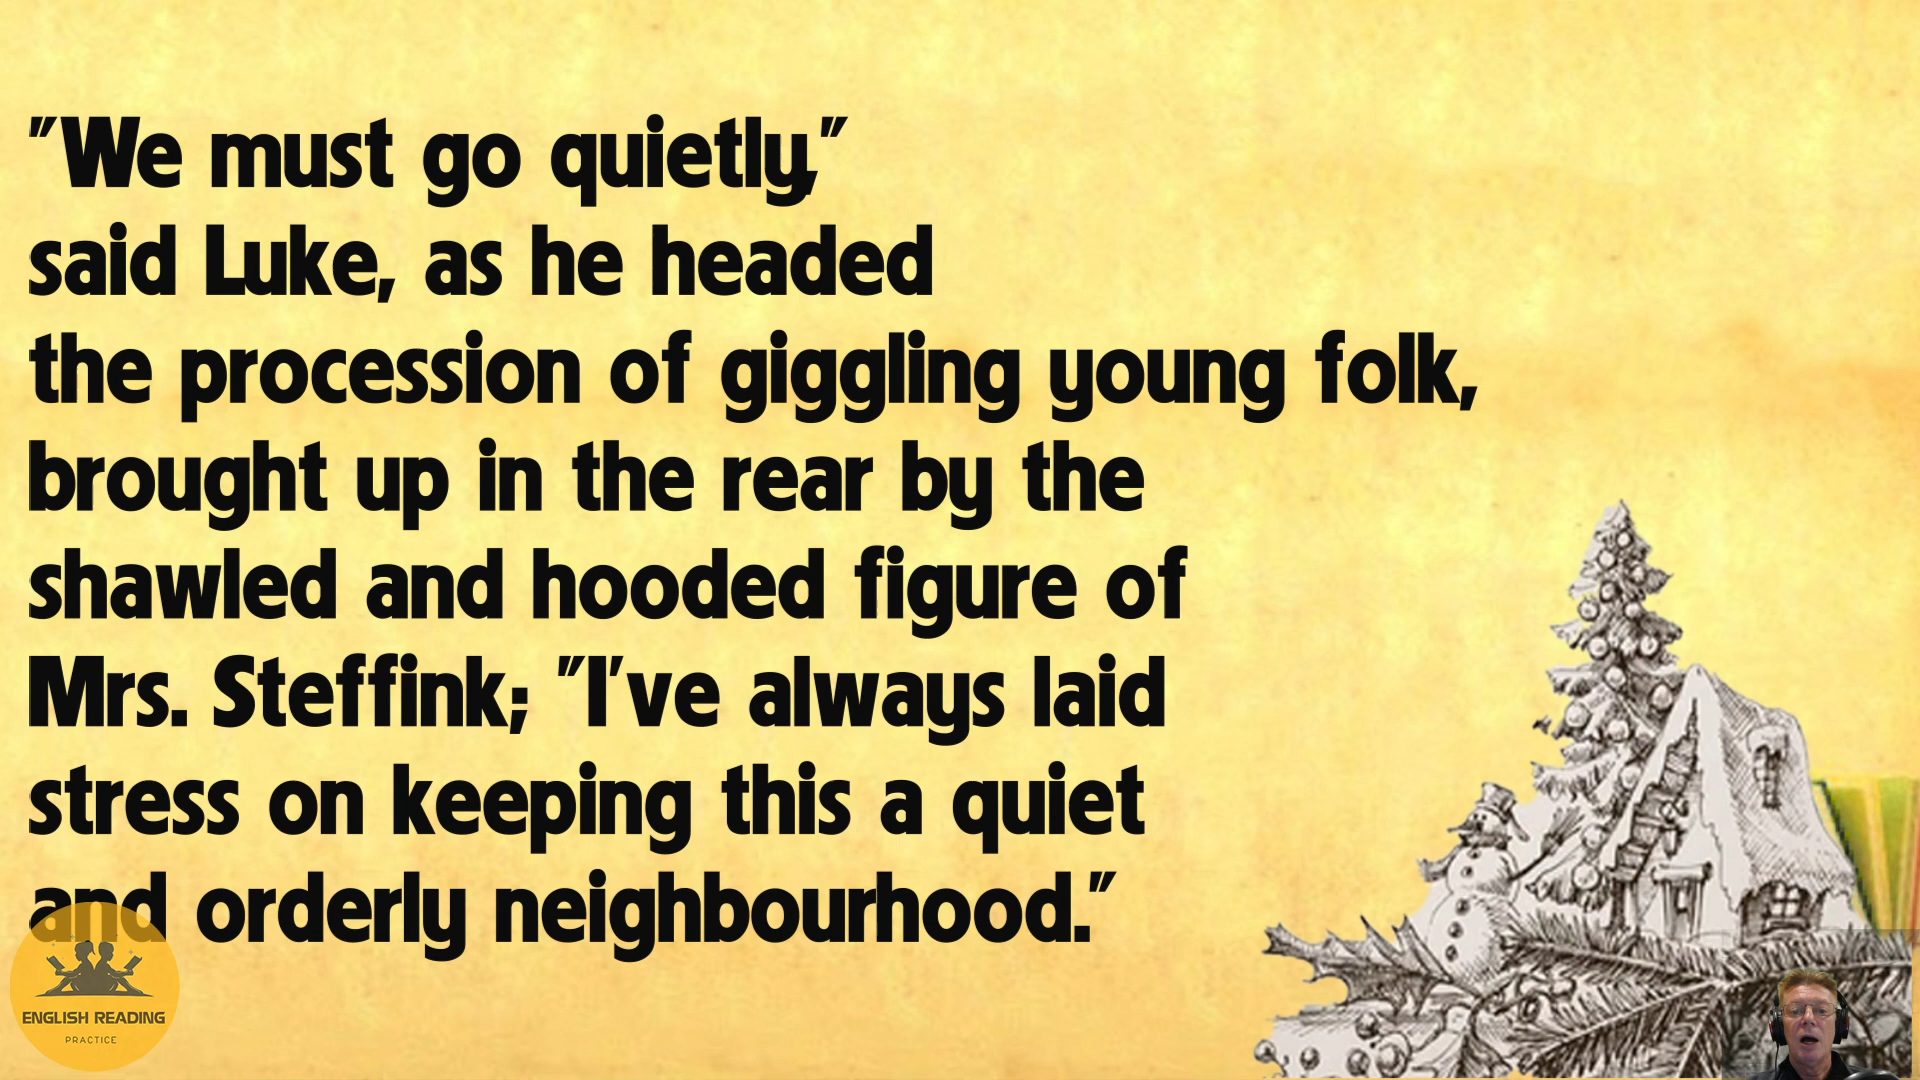 "We must go quietly,"
said Luke, as he headed
the procession of giggling young folk,
brought up in the rear by the
shawled and hooded figure of
Mrs. Steffink; "I've always laid
stress on keeping this a quiet
and orderly neighbourhood."
ENGLISH READING
PRACTICE